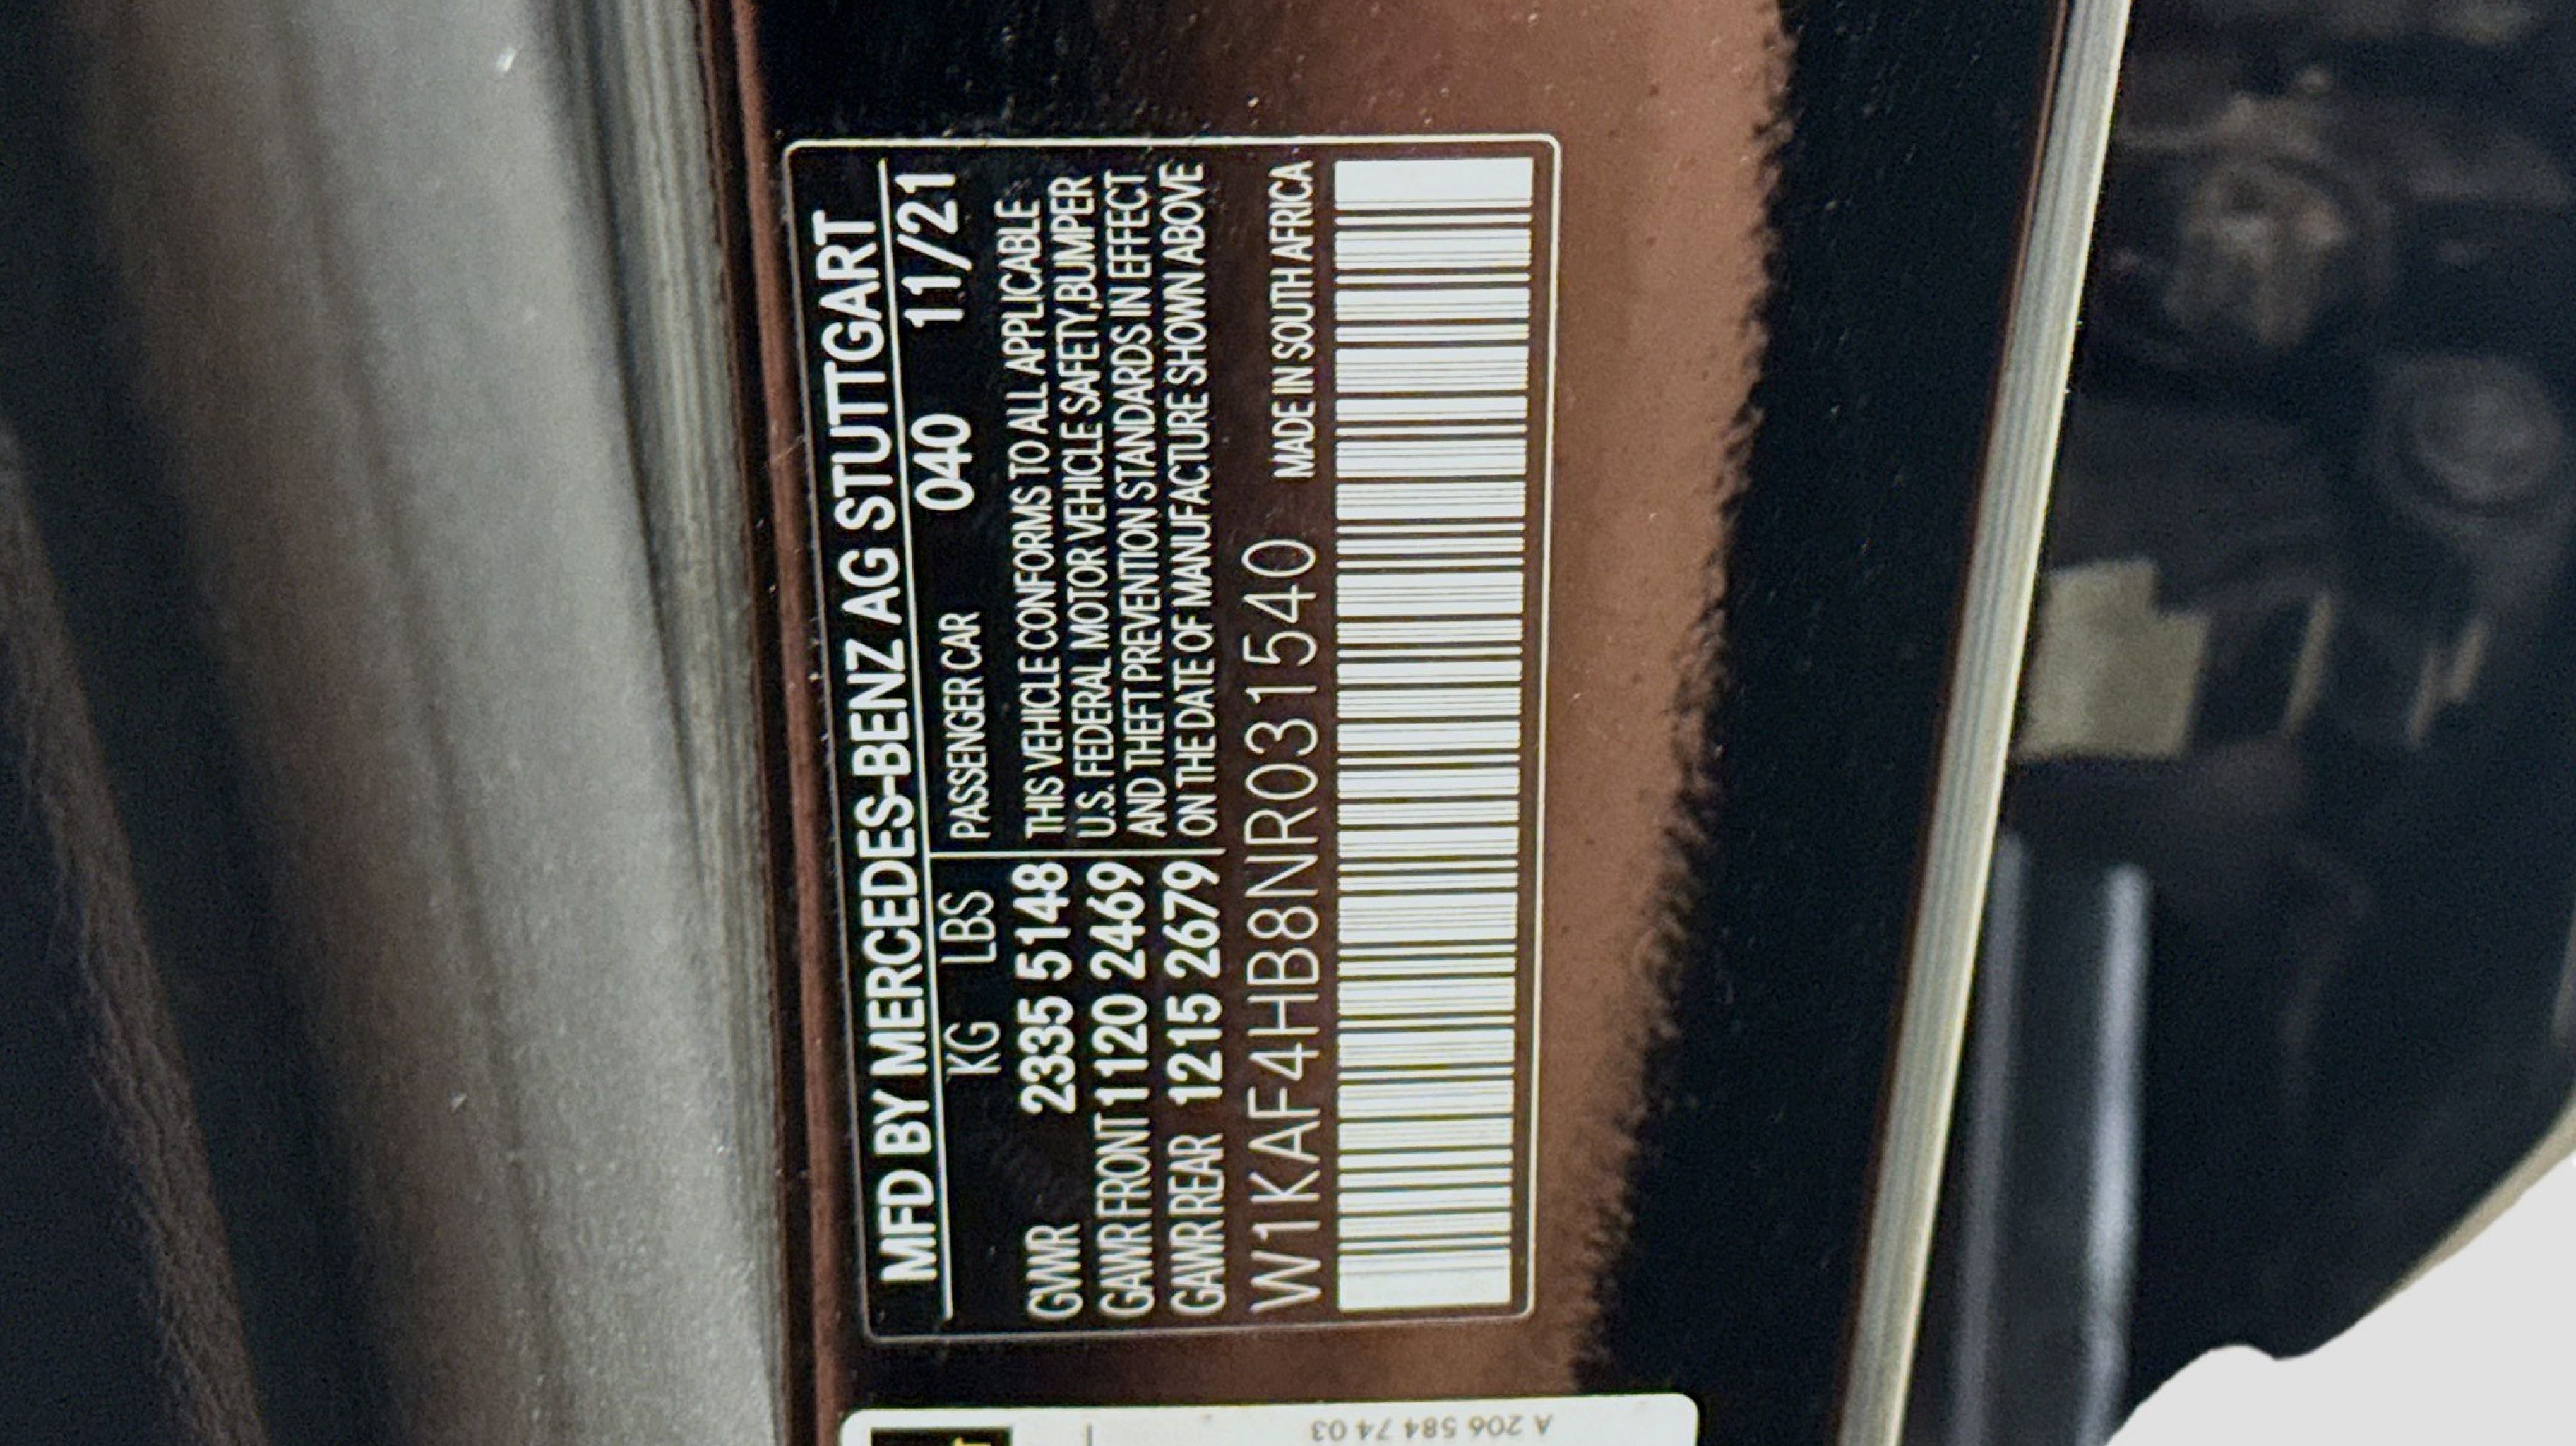 MFD BY MERCEDES-BENZ AG STUTTGART
KG LBS PASSENGER CAR 040 11/21
GVWR 2335 5148 THIS VEHICLE CONFORMS TO ALL APPLICABLE
GAWR FRONT 1120 2469 U.S. FEDERAL MOTOR VEHICLE SAFETY,BUMPER
GAWR REAR 1215 2679 AND THEFT PREVENTION STANDARDS IN EFFECT
ON THE DATE OF MANUFACTURE SHOWN ABOVE
W1KAF4HB8NR031540 MADE IN SOUTH AFRICA
A 206 584 74 03